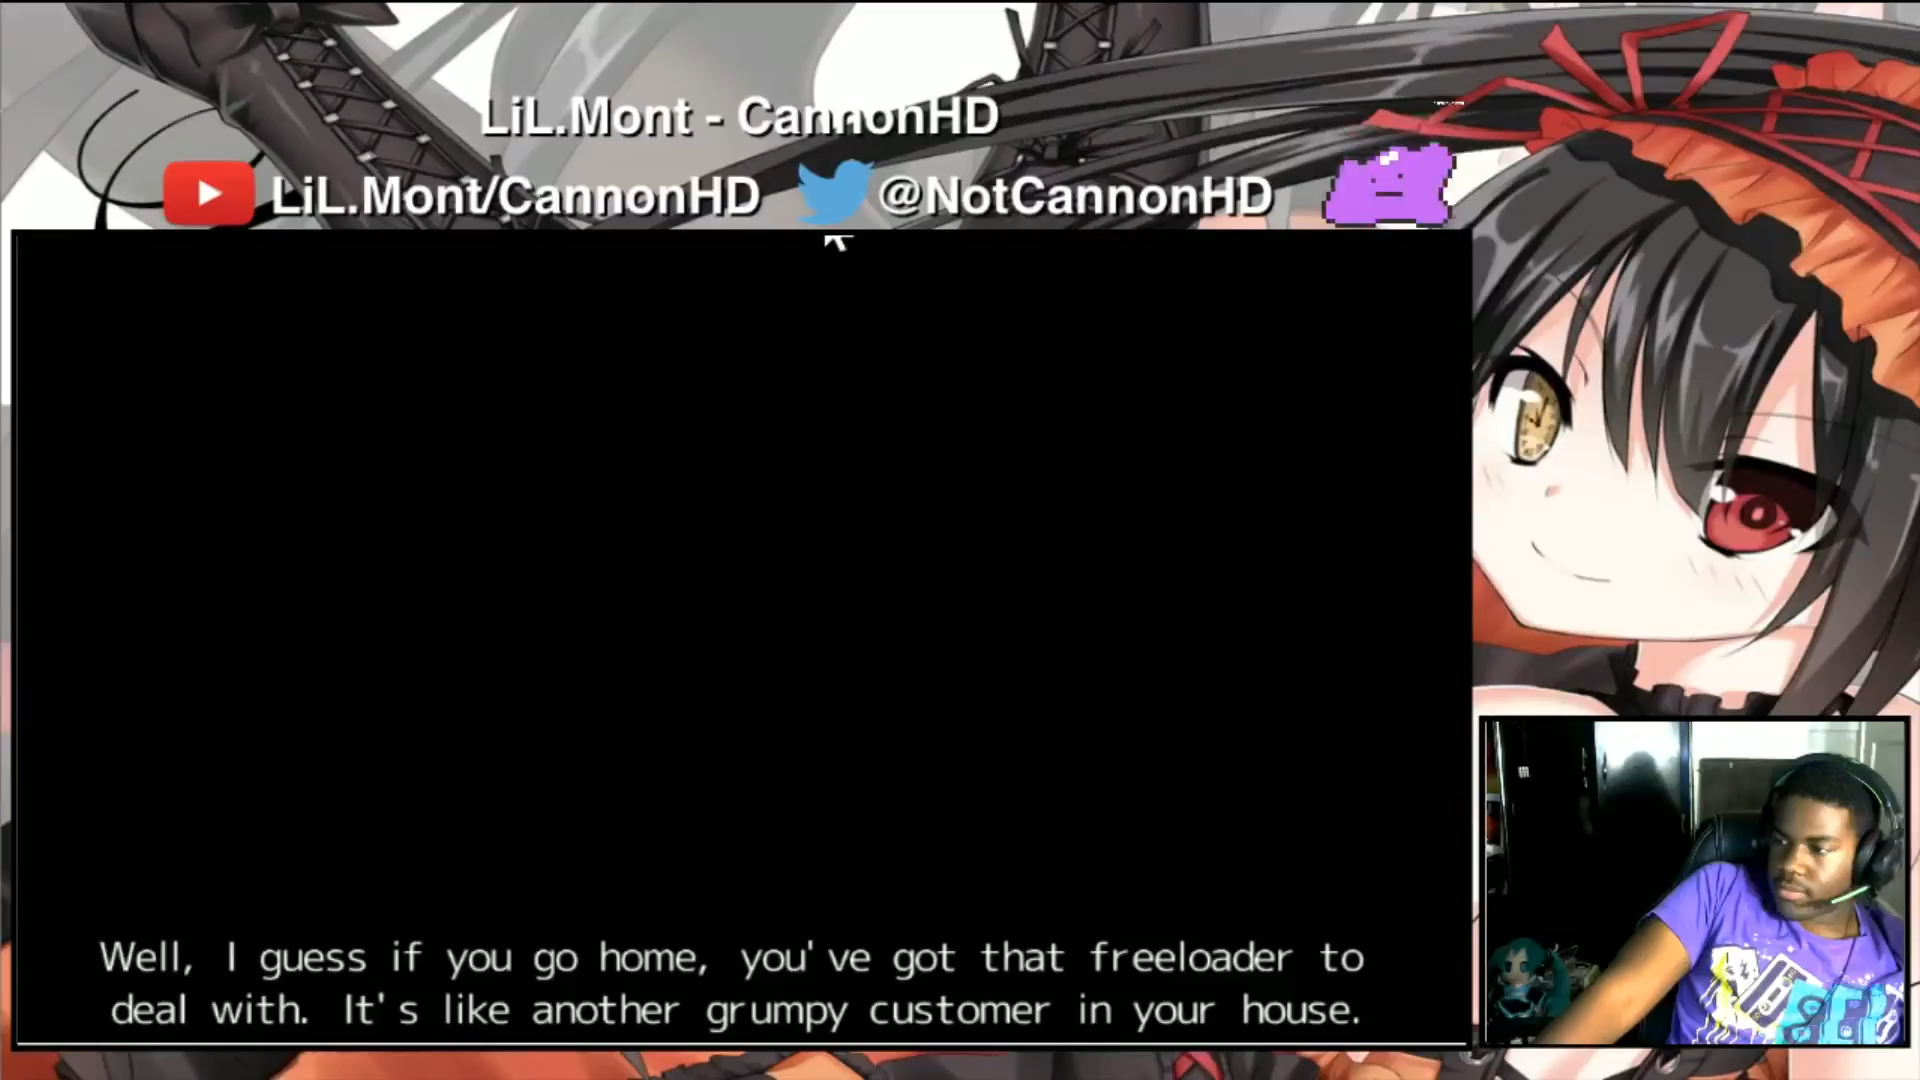 LiL.Mont - CannonHD
LiL.Mont/CannonHD @NotCannonHD
Well, I guess if you go home, you've got that freeloader to
deal with. It's like another grumpy customer in your house.